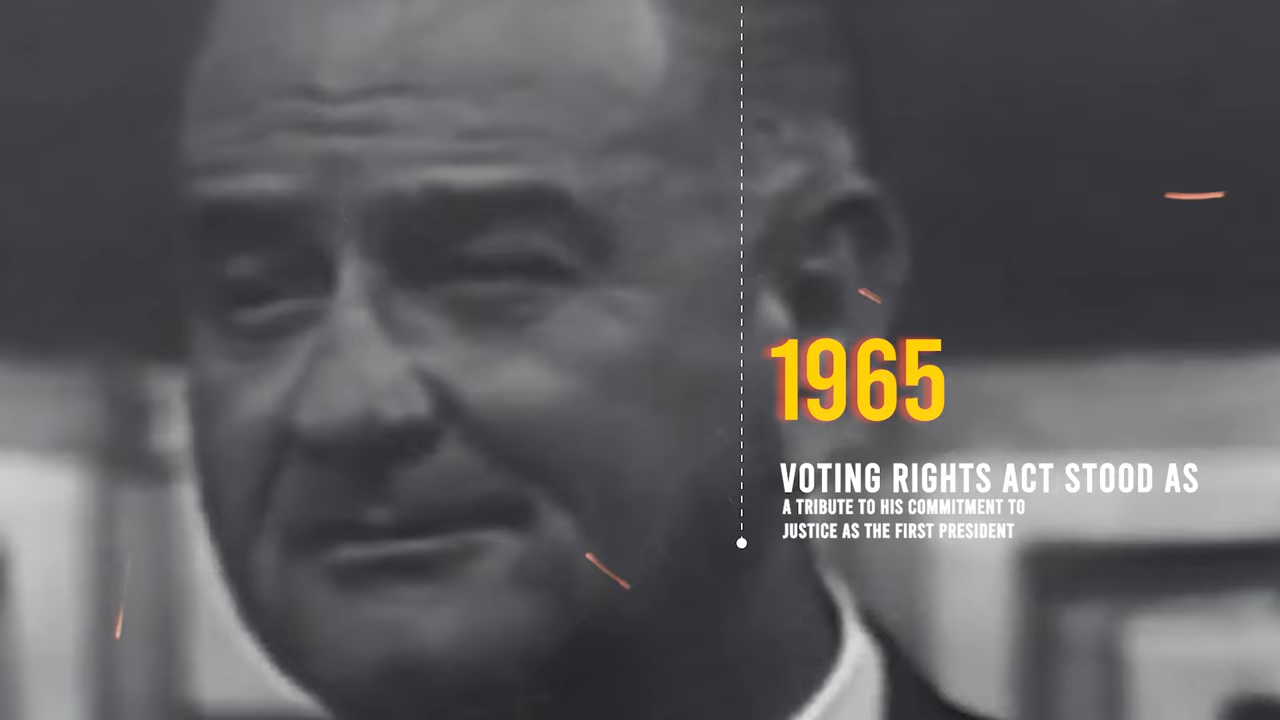 1965
VOTING RIGHTS ACT STOOD AS
A TRIBUTE TO HIS COMMITMENT TO
JUSTICE AS THE FIRST PRESIDENT